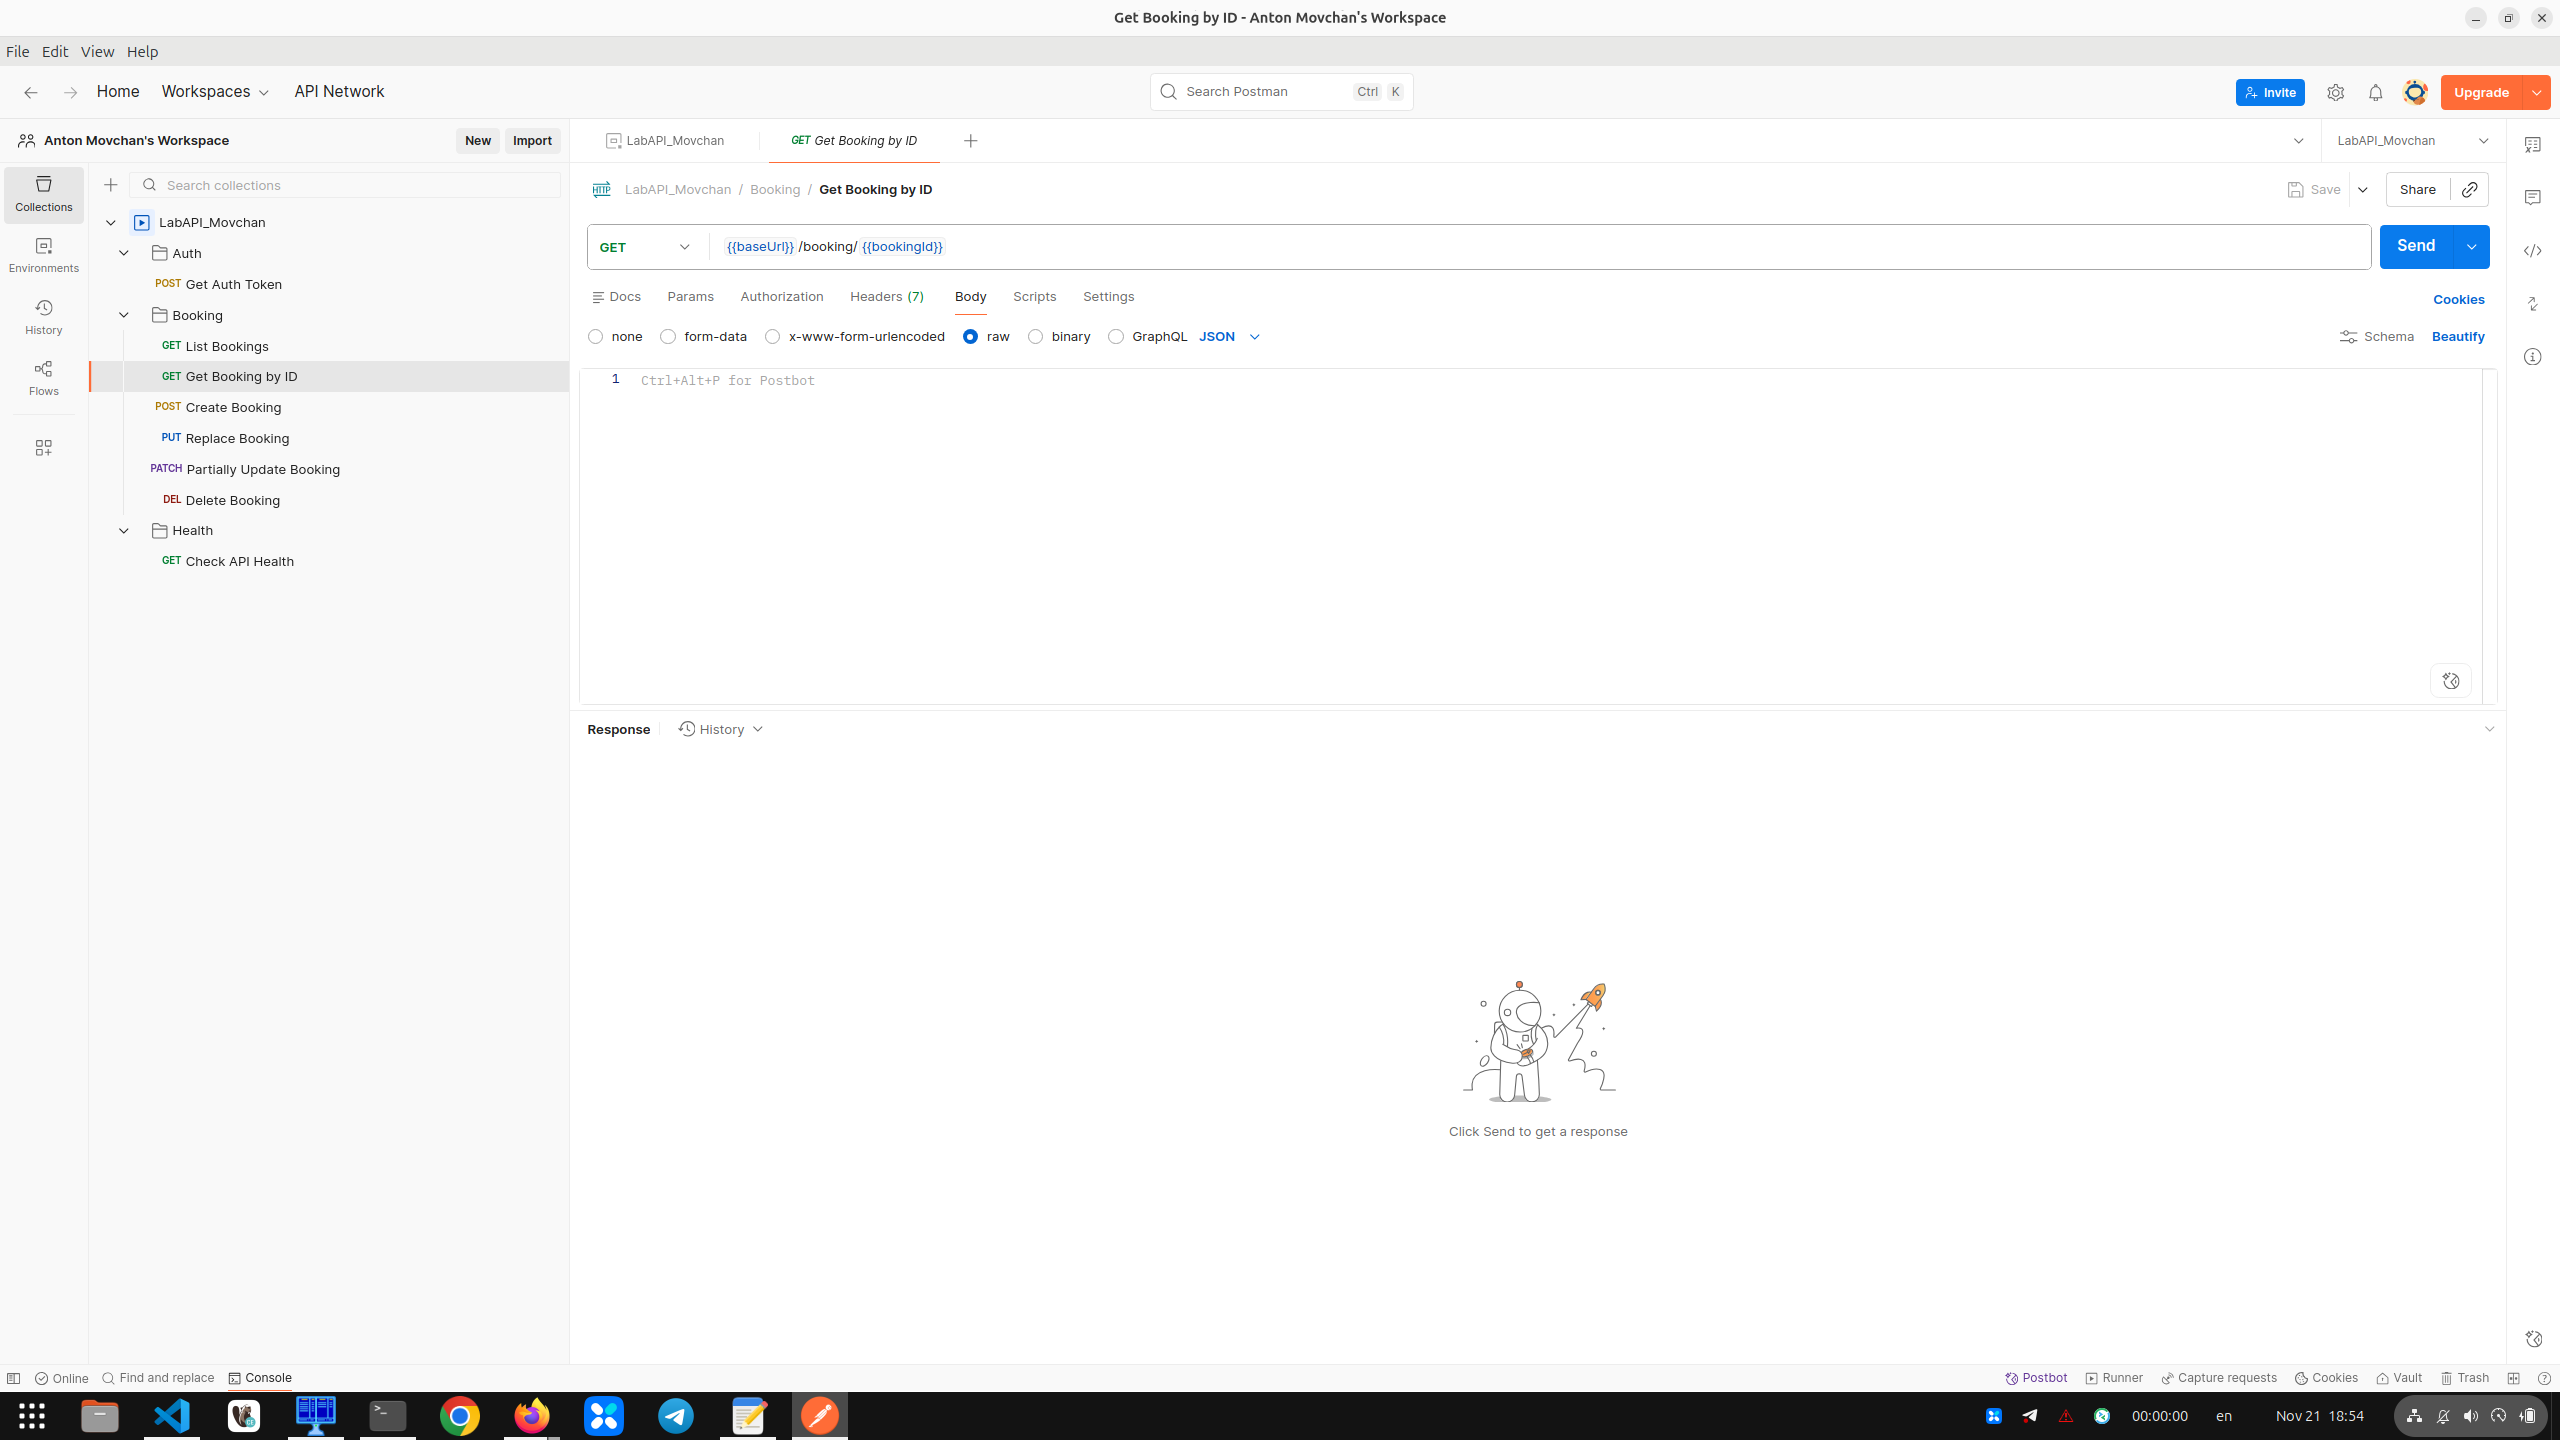 Get Booking by ID - Anton Movchan's Workspace
File Edit View Help
Home Workspaces API Network
Search Postman Ctrl K
Invite
Upgrade
Anton Movchan's Workspace
New
Import
LabAPI_Movchan
GET Get Booking by ID
LabAPI_Movchan
Collections
Environments
History
Flows
Search collections
LabAPI_Movchan
Auth
POST Get Auth Token
Booking
GET List Bookings
GET Get Booking by ID
POST Create Booking
PUT Replace Booking
PATCH Partially Update Booking
DEL Delete Booking
Health
GET Check API Health
HTTP LabAPI_Movchan / Booking / Get Booking by ID
Save
Share
GET {{baseUrl}} /booking/ {{bookingId}}
Send
Docs Params Authorization Headers (7) Body Scripts Settings
Cookies
none form-data x-www-form-urlencoded raw binary GraphQL JSON
Schema Beautify
1 Ctrl+Alt+P for Postbot
Response History
Click Send to get a response
Online Find and replace Console
Postbot Runner Capture requests Cookies Vault Trash
00:00:00 en Nov 21 18:54